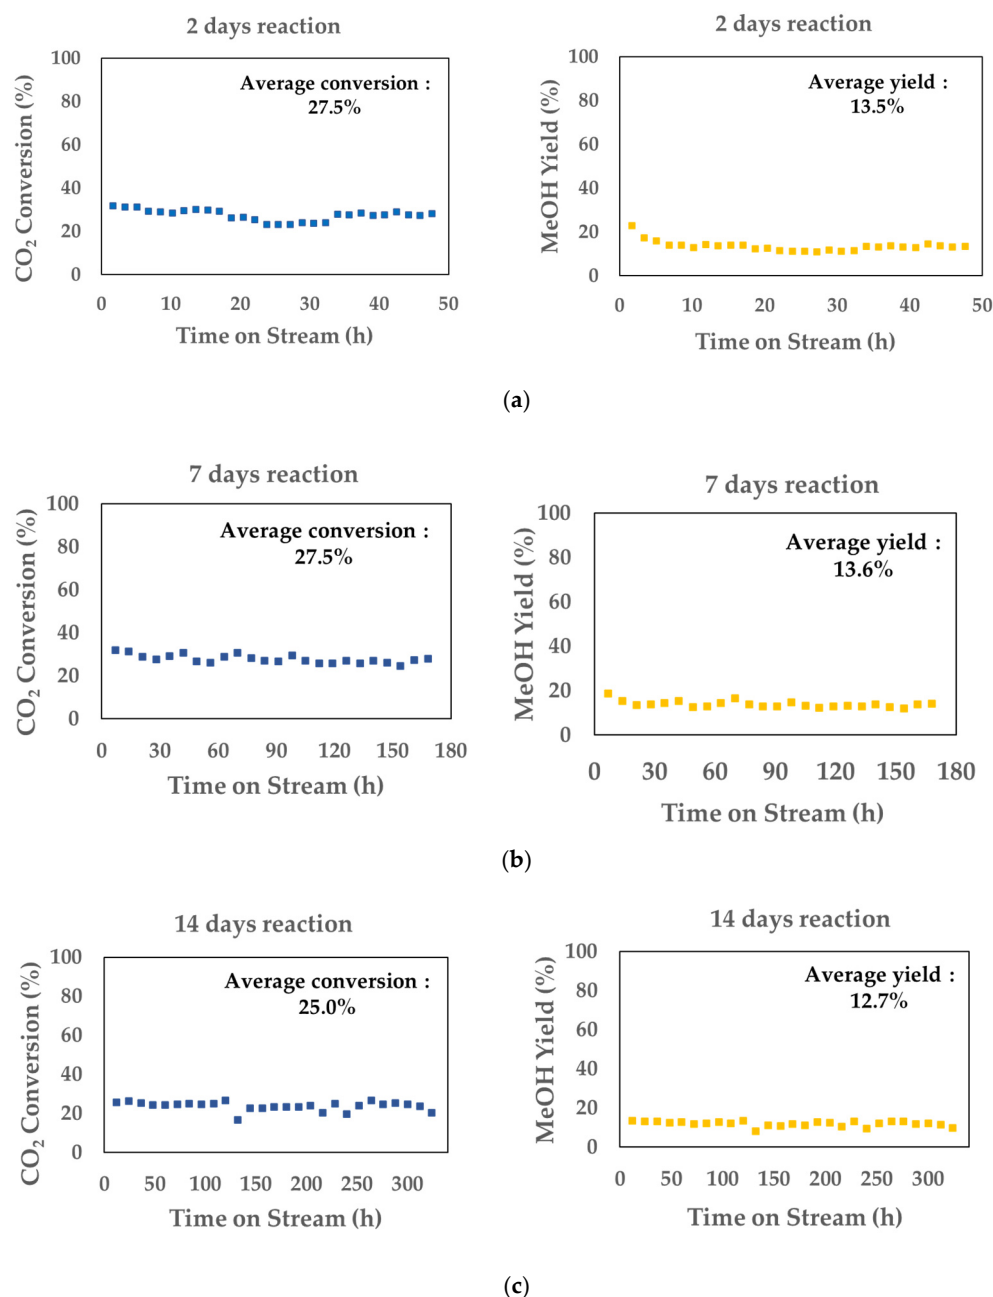 2 days reaction
CO2 Conversion (%)
100
80
60
40
20
0
Average conversion :
27.5%
0 10 20 30 40 50
Time on Stream (h)
2 days reaction
MeOH Yield (%)
100
80
60
40
20
0
Average yield :
13.5%
0 10 20 30 40 50
Time on Stream (h)
(a)
7 days reaction
CO2 Conversion (%)
100
80
60
40
20
0
Average conversion :
27.5%
0 30 60 90 120 150 180
Time on Stream (h)
7 days reaction
MeOH Yield (%)
100
80
60
40
20
0
Average yield :
13.6%
0 30 60 90 120 150 180
Time on Stream (h)
(b)
14 days reaction
CO2 Conversion (%)
100
80
60
40
20
0
Average conversion :
25.0%
0 50 100 150 200 250 300
Time on Stream (h)
14 days reaction
MeOH Yield (%)
100
80
60
40
20
0
Average yield :
12.7%
0 50 100 150 200 250 300
Time on Stream (h)
(c)